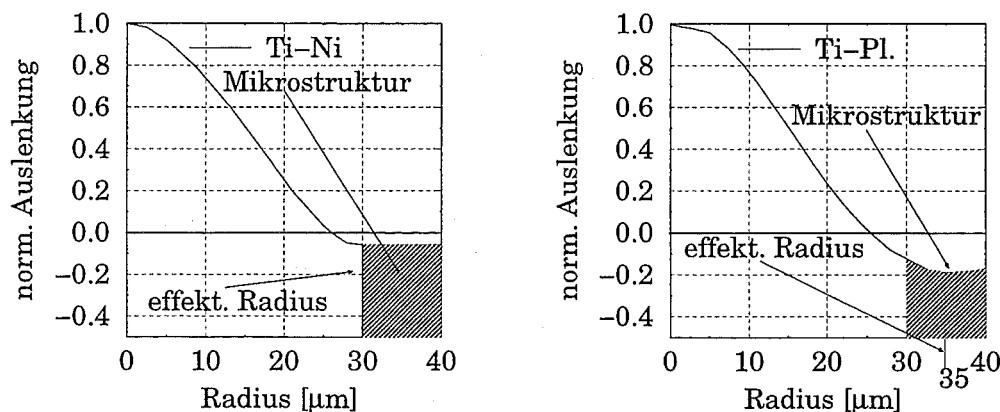 1.0
0.8
0.6
0.4
0.2
0.0
–0.2
–0.4
norm. Auslenkung
Ti–Ni
Mikrostruktur
effekt. Radius
0 10 20 30 40
Radius [µm]
1.0
0.8
0.6
0.4
0.2
0.0
–0.2
–0.4
norm. Auslenkung
Ti–Pl.
Mikrostruktur
effekt. Radius
0 10 20 30 40
35
Radius [µm]